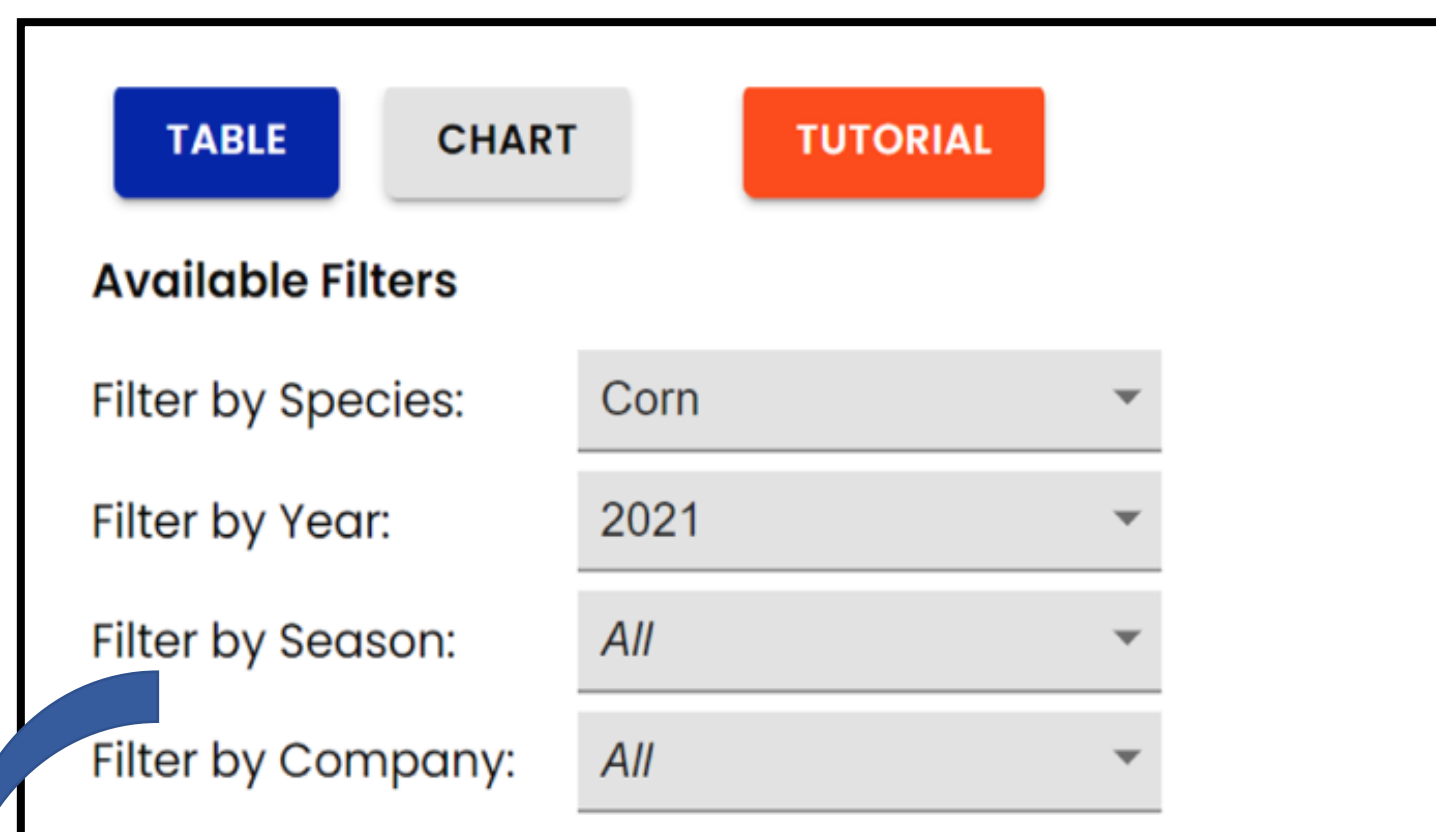 TABLE CHART TUTORIAL
Available Filters
Filter by Species: Corn
Filter by Year: 2021
Filter by Season: All
Filter by Company: All